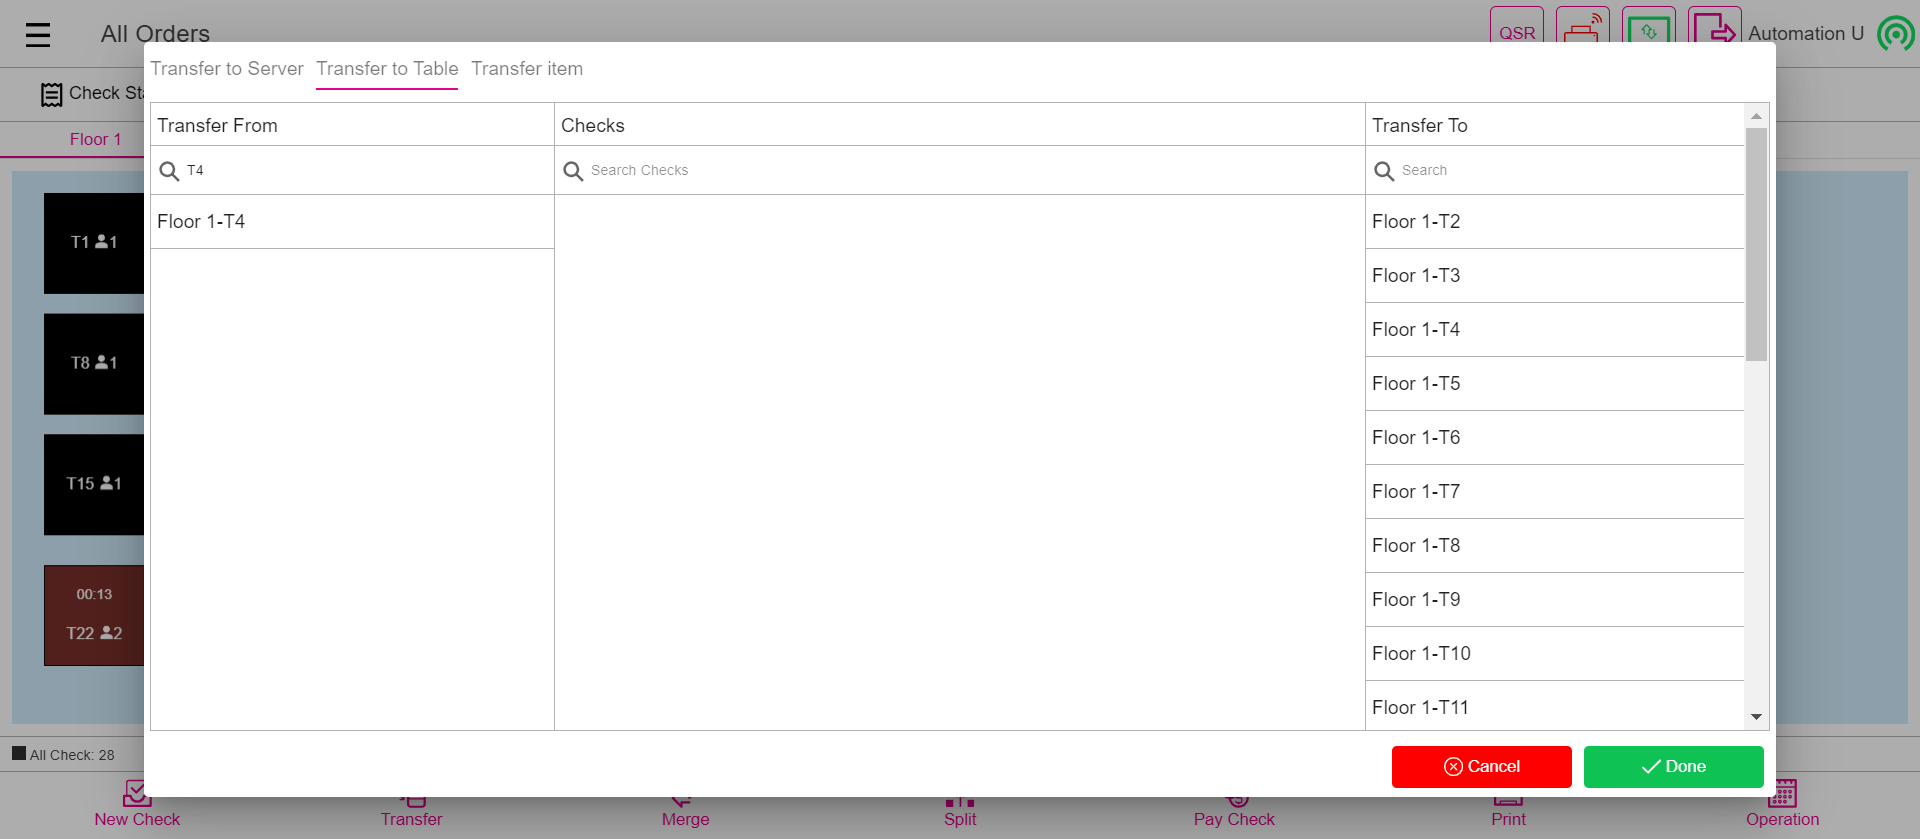 All Orders
QSR
Automation U
Check Sta
Floor 1
Transfer to Server
Transfer to Table
Transfer item
Transfer From
Checks
Transfer To
T4
Search Checks
Search
Floor 1-T4
Floor 1-T2
Floor 1-T3
Floor 1-T4
Floor 1-T5
Floor 1-T6
Floor 1-T7
Floor 1-T8
Floor 1-T9
Floor 1-T10
Floor 1-T11
T1 1
T8 1
T15 1
00:13
T22 2
Cancel
Done
All Check: 28
New Check
Transfer
Merge
Split
Pay Check
Print
Operation